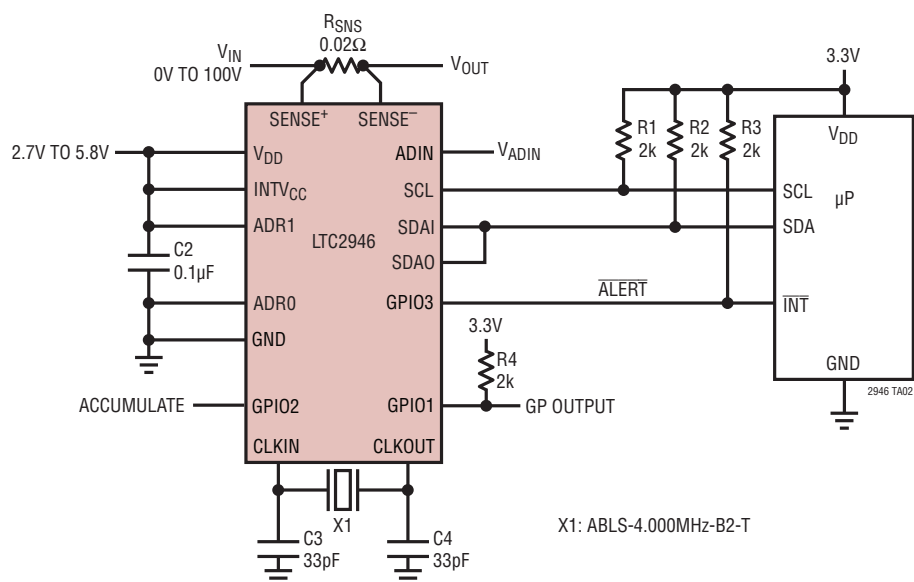 RSNS
0.02Ω
VIN
0V TO 100V
VOUT
3.3V
SENSE+
SENSE–
2.7V TO 5.8V
VDD
ADIN
VADIN
R1
2k
R2
2k
R3
2k
VDD
INTVCC
SCL
SCL
µP
ADR1
LTC2946
SDAI
SDA
C2
0.1µF
SDAO
ADR0
GPIO3
ALERT
INT
GND
3.3V
R4
2k
GND
2946 TA02
ACCUMULATE
GPIO2
GPIO1
GP OUTPUT
CLKIN
CLKOUT
X1
X1: ABLS-4.000MHz-B2-T
C3
33pF
C4
33pF